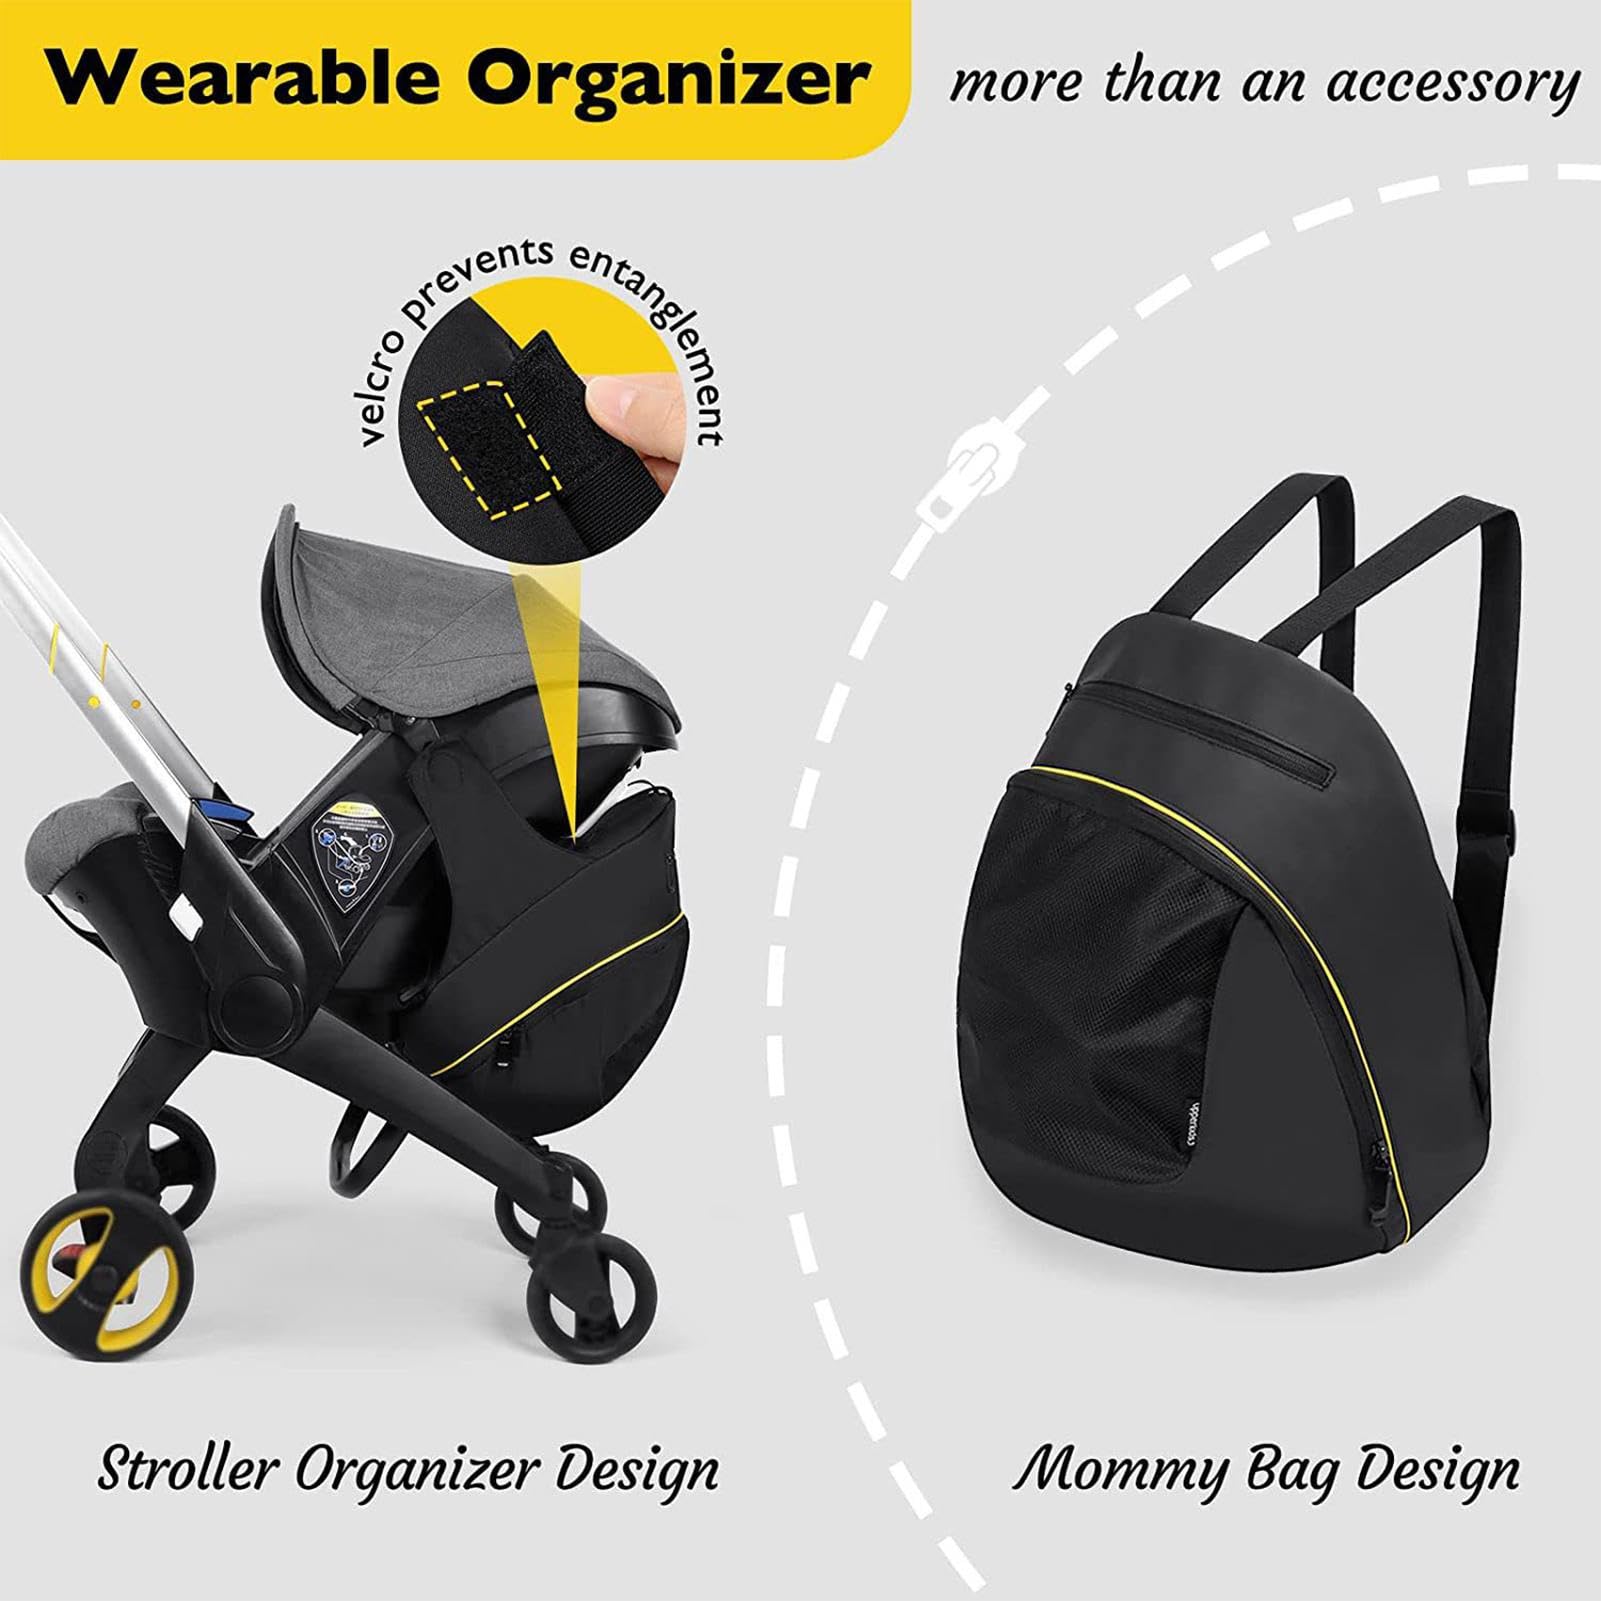 Wearable Organizer
more than an accessory
velcro prevents entanglement
Stroller Organizer Design
Mommy Bag Design